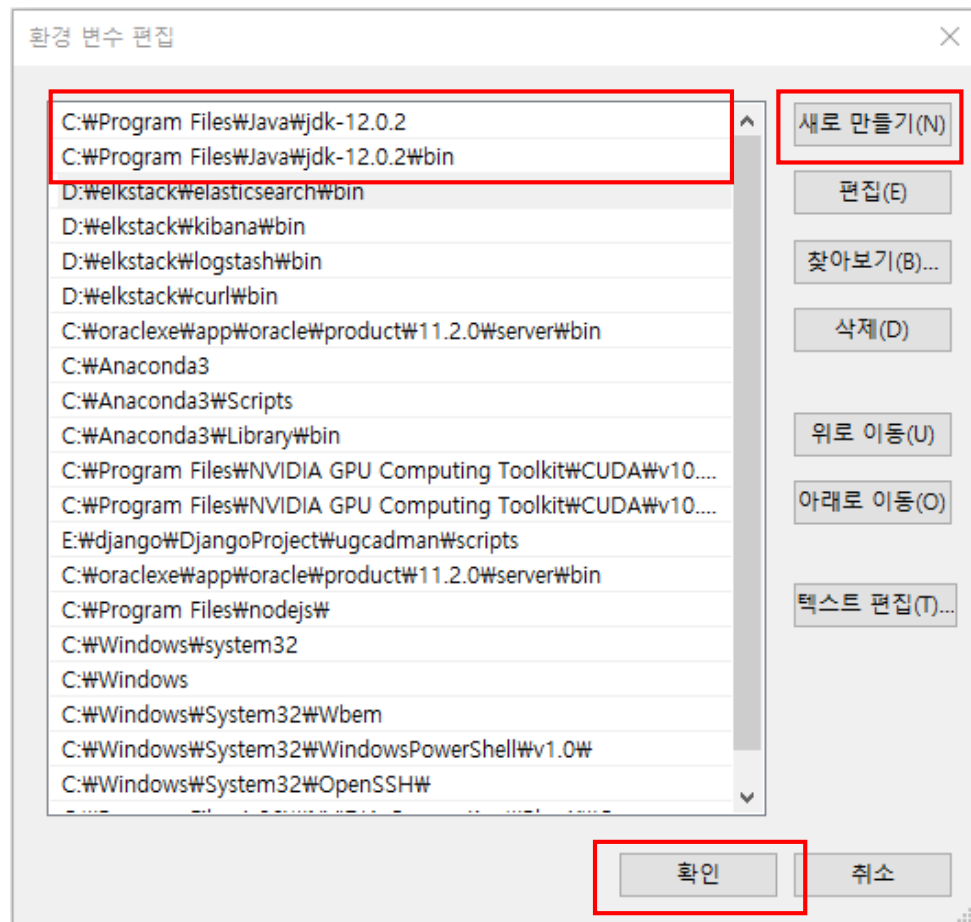 환경 변수 편집
C:₩Program Files₩Java₩jdk-12.0.2
C:₩Program Files₩Java₩jdk-12.0.2₩bin
D:₩elkstack₩elasticsearch₩bin
D:₩elkstack₩kibana₩bin
D:₩elkstack₩logstash₩bin
D:₩elkstack₩curl₩bin
C:₩oraclexe₩app₩oracle₩product₩11.2.0₩server₩bin
C:₩Anaconda3
C:₩Anaconda3₩Scripts
C:₩Anaconda3₩Library₩bin
C:₩Program Files₩NVIDIA GPU Computing Toolkit₩CUDA₩v10....
C:₩Program Files₩NVIDIA GPU Computing Toolkit₩CUDA₩v10....
E:₩django₩DjangoProject₩ugcadman₩scripts
C:₩oraclexe₩app₩oracle₩product₩11.2.0₩server₩bin
C:₩Program Files₩nodejs₩
C:₩Windows₩system32
C:₩Windows
C:₩Windows₩System32₩Wbem
C:₩Windows₩System32₩WindowsPowerShell₩v1.0₩
C:₩Windows₩System32₩OpenSSH₩
새로 만들기(N)
편집(E)
찾아보기(B)...
삭제(D)
위로 이동(U)
아래로 이동(O)
텍스트 편집(T)...
확인
취소